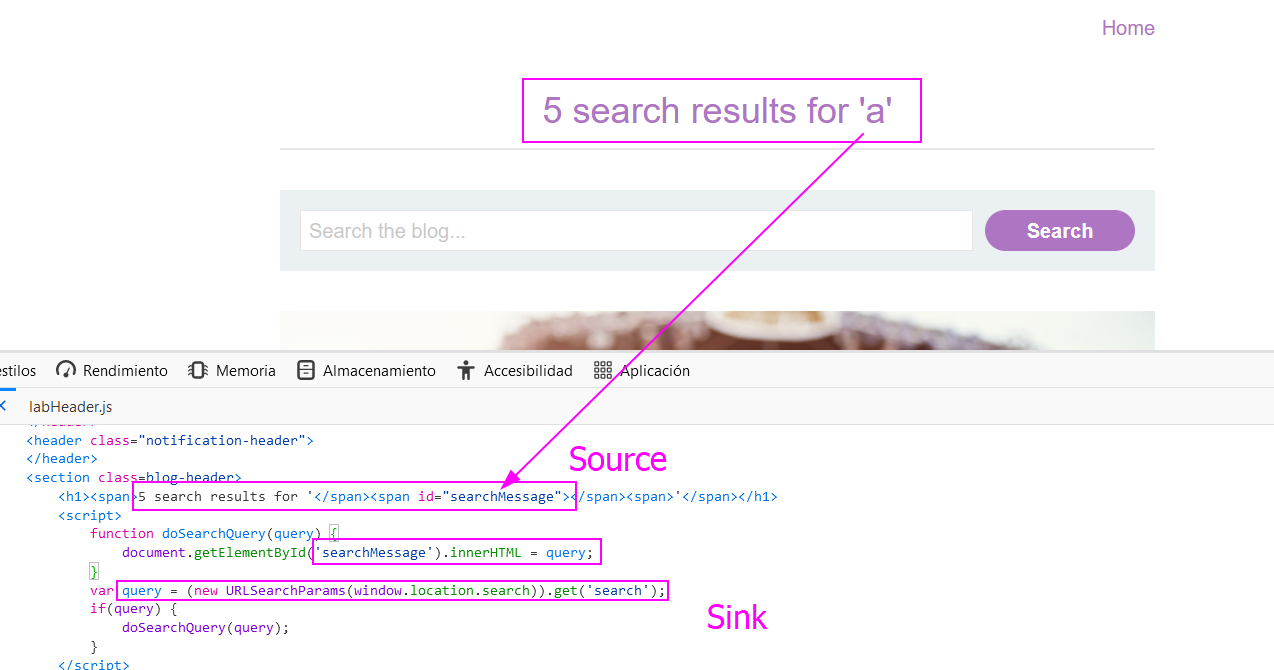 Home
5 search results for 'a'
Search the blog...
Search
estilos
Rendimiento
Memoria
Almacenamiento
Accesibilidad
Aplicación
labHeader.js
</header>
<header class="notification-header">
</header>
<section class=blog-header>
Source
<h1><span>5 search results for '</span><span id="searchMessage"></span><span>'</span></h1>
<script>
function doSearchQuery(query) {
document.getElementById('searchMessage').innerHTML = query;
}
var query = (new URLSearchParams(window.location.search)).get('search');
if(query) {
Sink
doSearchQuery(query);
}
</script>